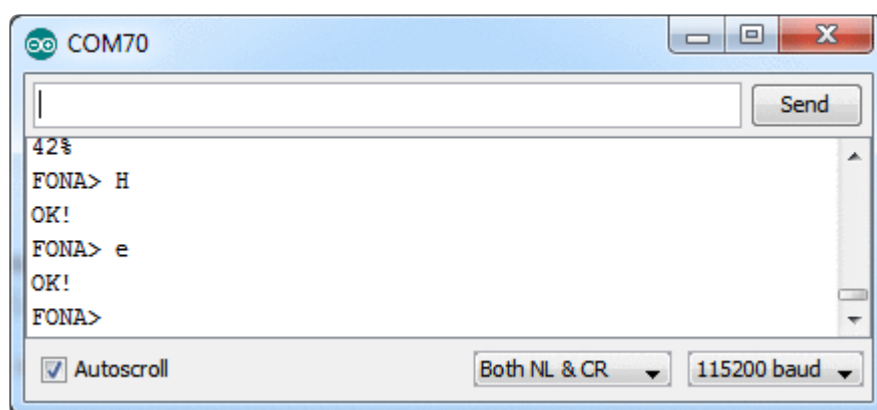 COM70
Send
42%
FONA> H
OK!
FONA> e
OK!
FONA>
Autoscroll
Both NL & CR
115200 baud